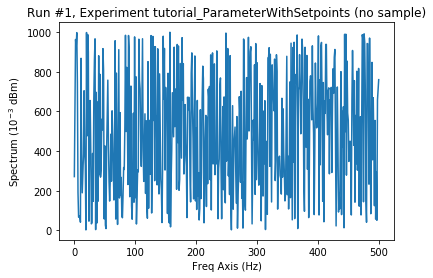 Run #1, Experiment tutorial_ParameterWithSetpoints (no sample)
1000
800
600
400
200
0
Spectrum (10⁻³ dBm)
0 100 200 300 400 500
Freq Axis (Hz)